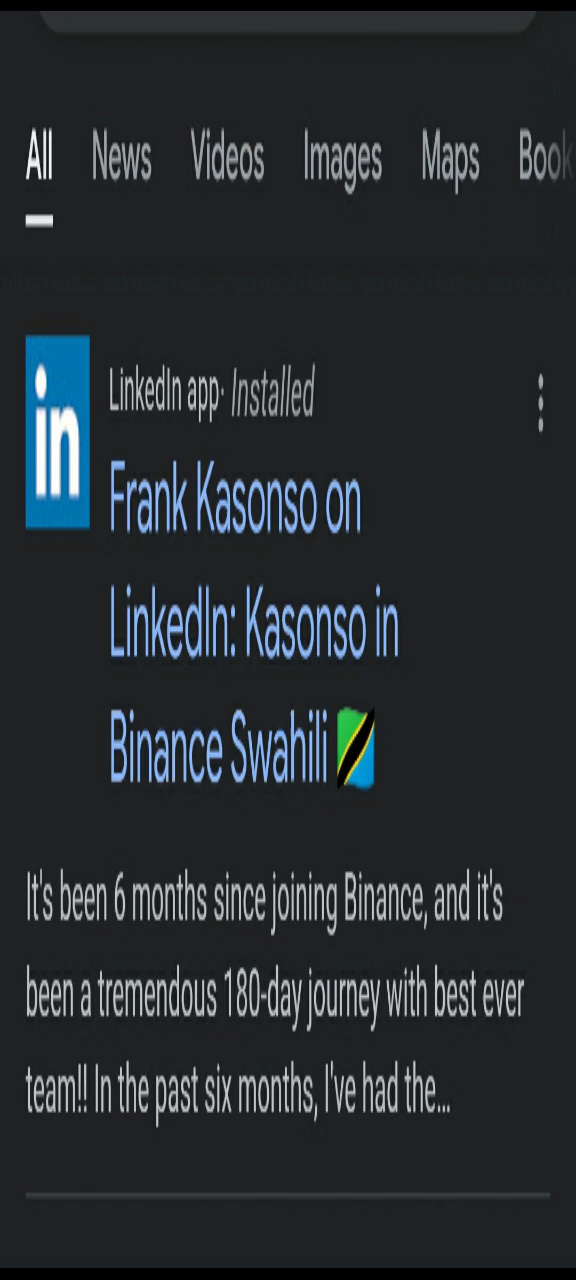 All News Videos Images Maps Book
in
LinkedIn app· Installed
Frank Kasonso on
LinkedIn: Kasonso in
Binance Swahili 🇹🇿
It's been 6 months since joining Binance, and it's
been a tremendous 180-day journey with best ever
team!! In the past six months, I've had the...